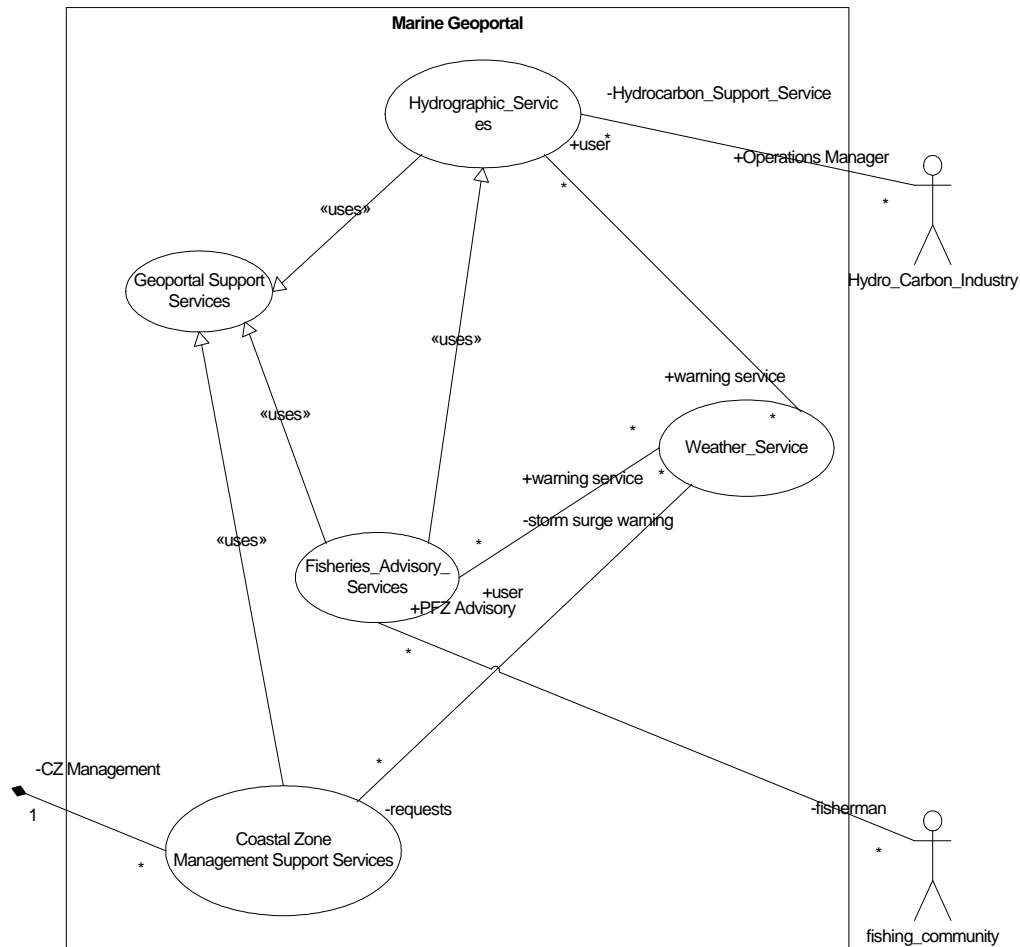 Marine Geoportal
Hydrographic_Servic
es
-Hydrocarbon_Support_Service
+user
*
+Operations Manager
*
*
Hydro_Carbon_Industry
«uses»
Geoportal Support
Services
«uses»
+warning service
*
«uses»
*
Weather_Service
*
+warning service
-storm surge warning
«uses»
*
Fisheries_Advisory_
Services
+user
+PFZ Advisory
*
-CZ Management
*
1
-requests
-fisherman
Coastal Zone
Management Support Services
*
*
fishing_community